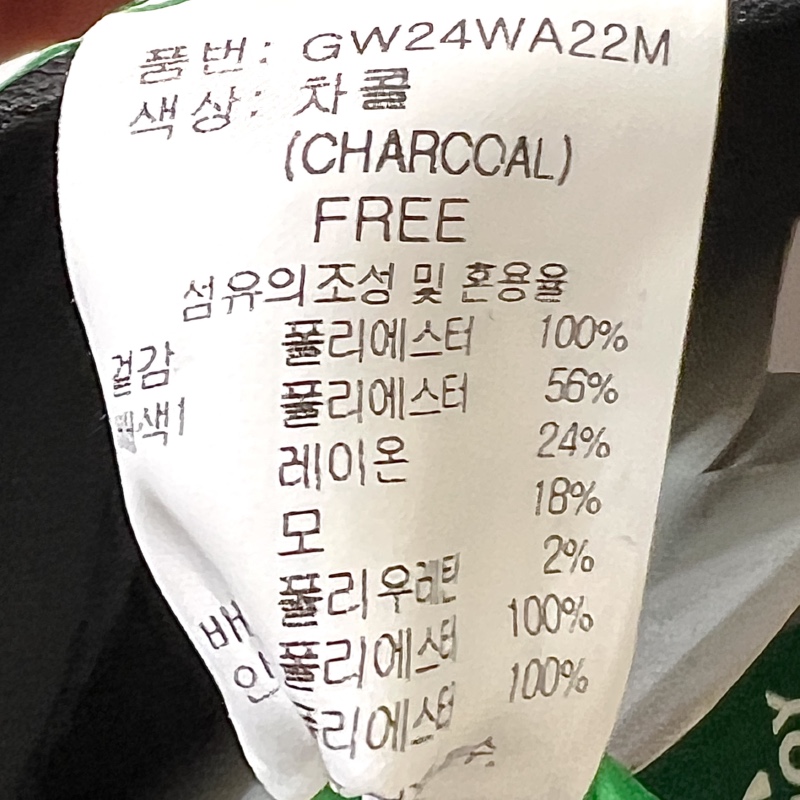 품번: GW24WA22M
색상: 차콜
(CHARCOAL)
FREE
섬유의조성 및 혼용율
겉감 폴리에스터 100%
배색1 폴리에스터 56%
레이온 24%
모 18%
폴리우레탄 2%
폴리에스터 100%
폴리에스터 100%